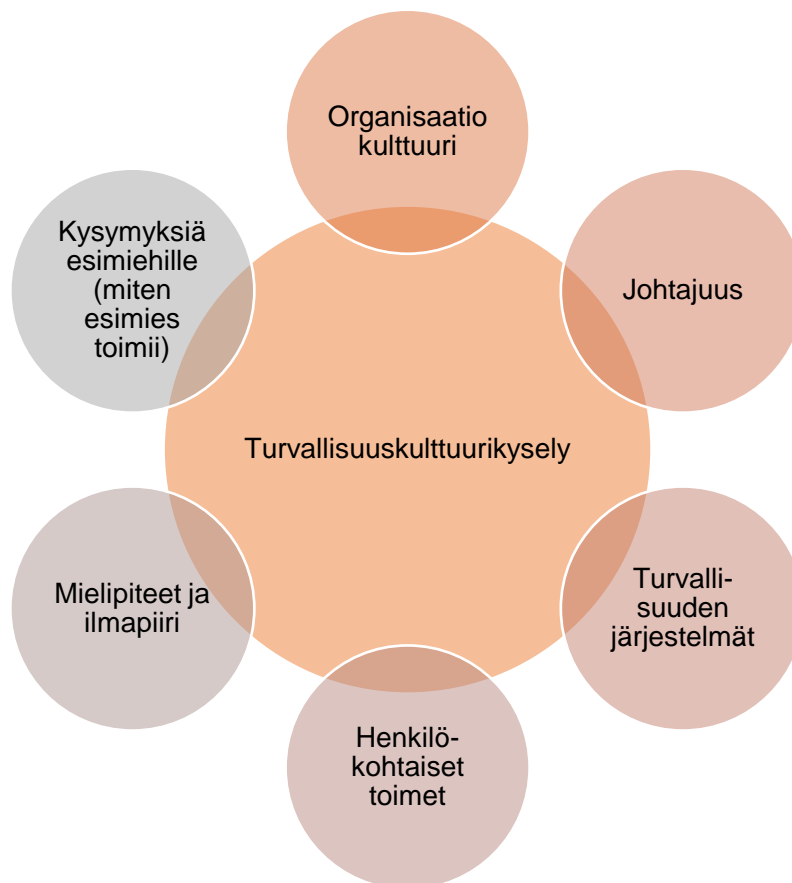 Organisaatio
kulttuuri
Kysymyksiä
esimiehille
(miten
esimies
toimii)
Johtajuus
Turvallisuuskulttuurikysely
Mielipiteet ja
ilmapiiri
Turvalli-
suuden
järjestelmät
Henkilö-
kohtaiset
toimet